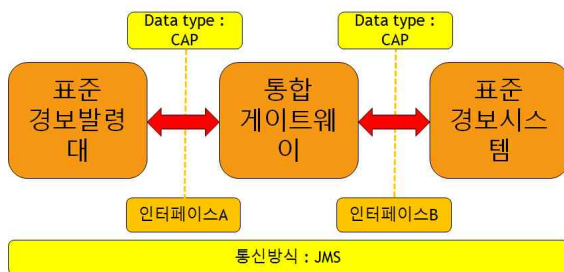 Data type :
CAP
Data type :
CAP
표준
경보발령
대
통합
게이트웨
이
표준
경보시스
템
인터페이스A
인터페이스B
통신방식 : JMS